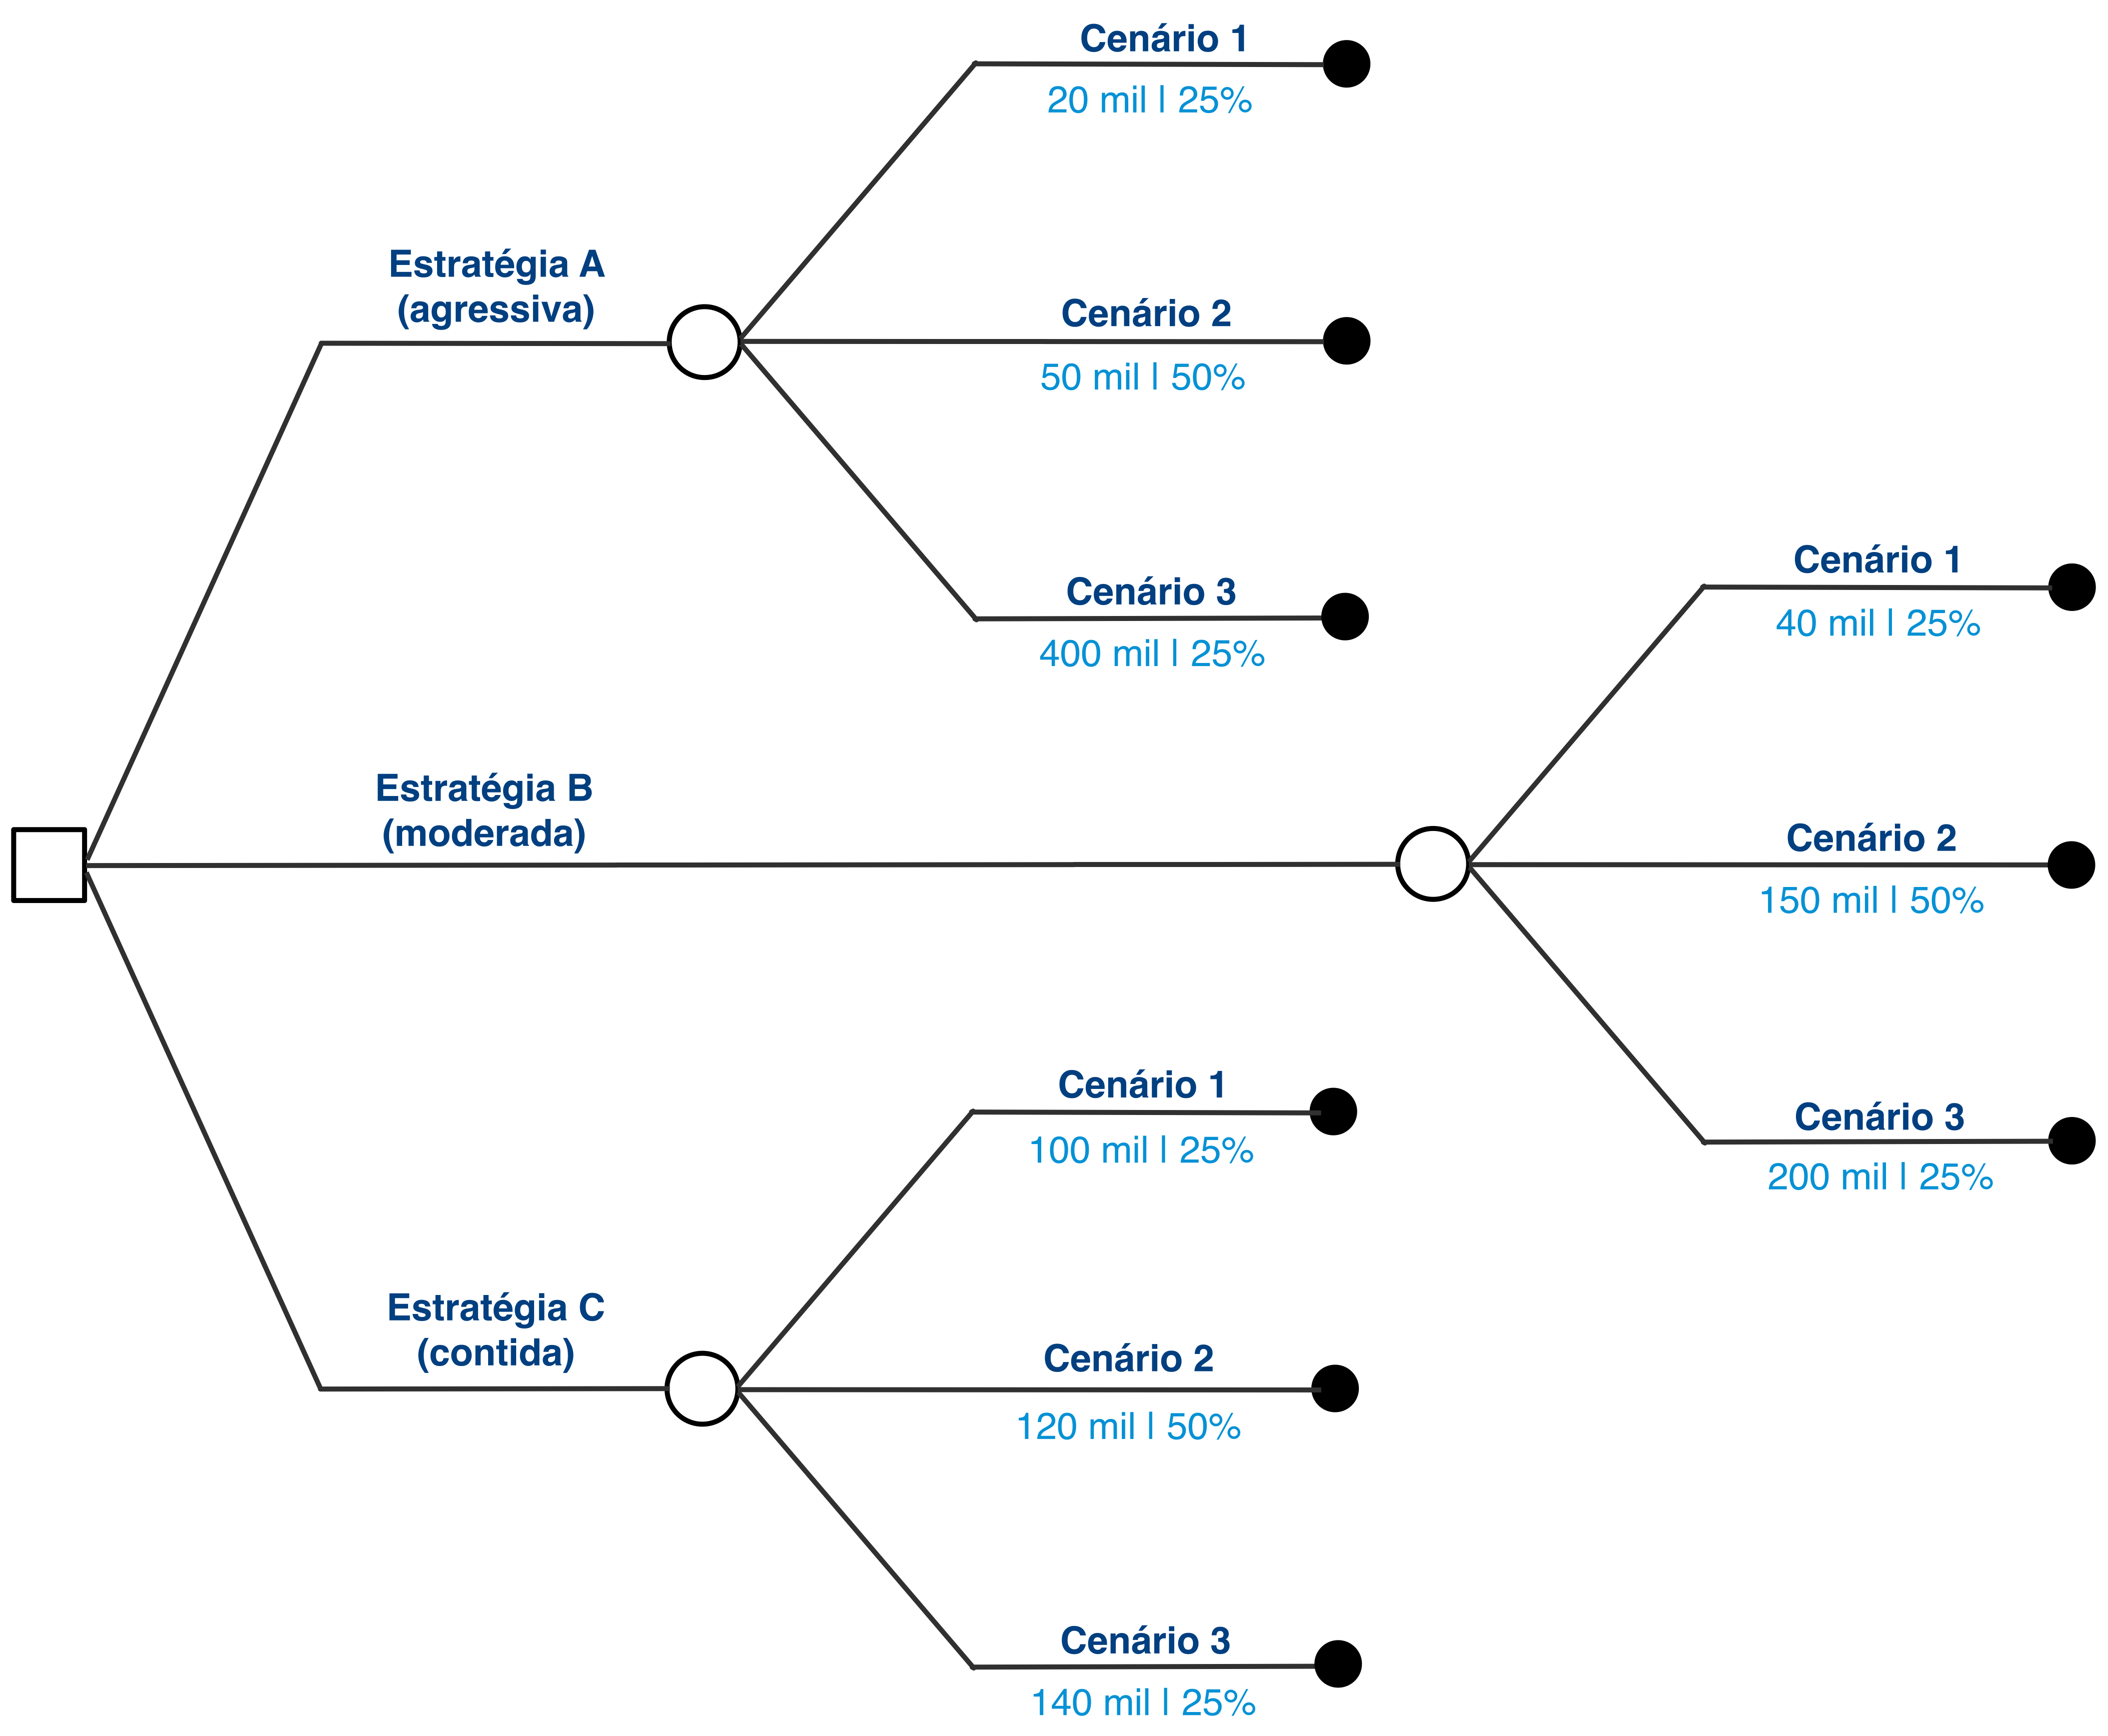 Cenário 1
20 mil | 25%
Estratégia A
(agressiva)
Cenário 2
50 mil | 50%
Cenário 3
400 mil | 25%
Estratégia B
(moderada)
Cenário 1
40 mil | 25%
Cenário 2
150 mil | 50%
Cenário 3
200 mil | 25%
Estratégia C
(contida)
Cenário 1
100 mil | 25%
Cenário 2
120 mil | 50%
Cenário 3
140 mil | 25%